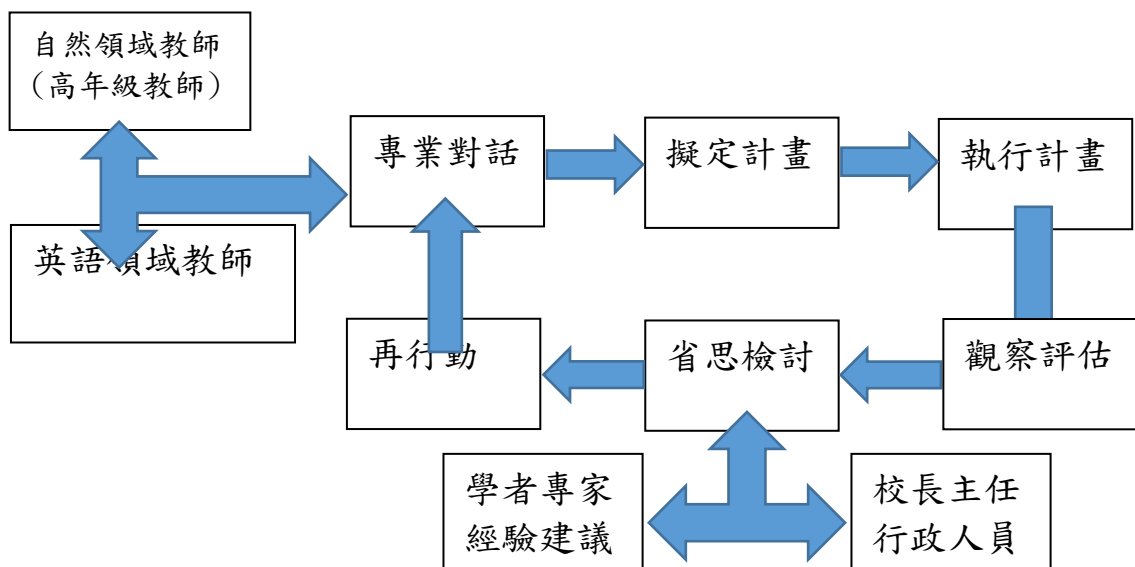 自然領域教師
(高年級教師)
專業對話
擬定計畫
執行計畫
英語領域教師
再行動
省思檢討
觀察評估
學者專家
經驗建議
校長主任
行政人員